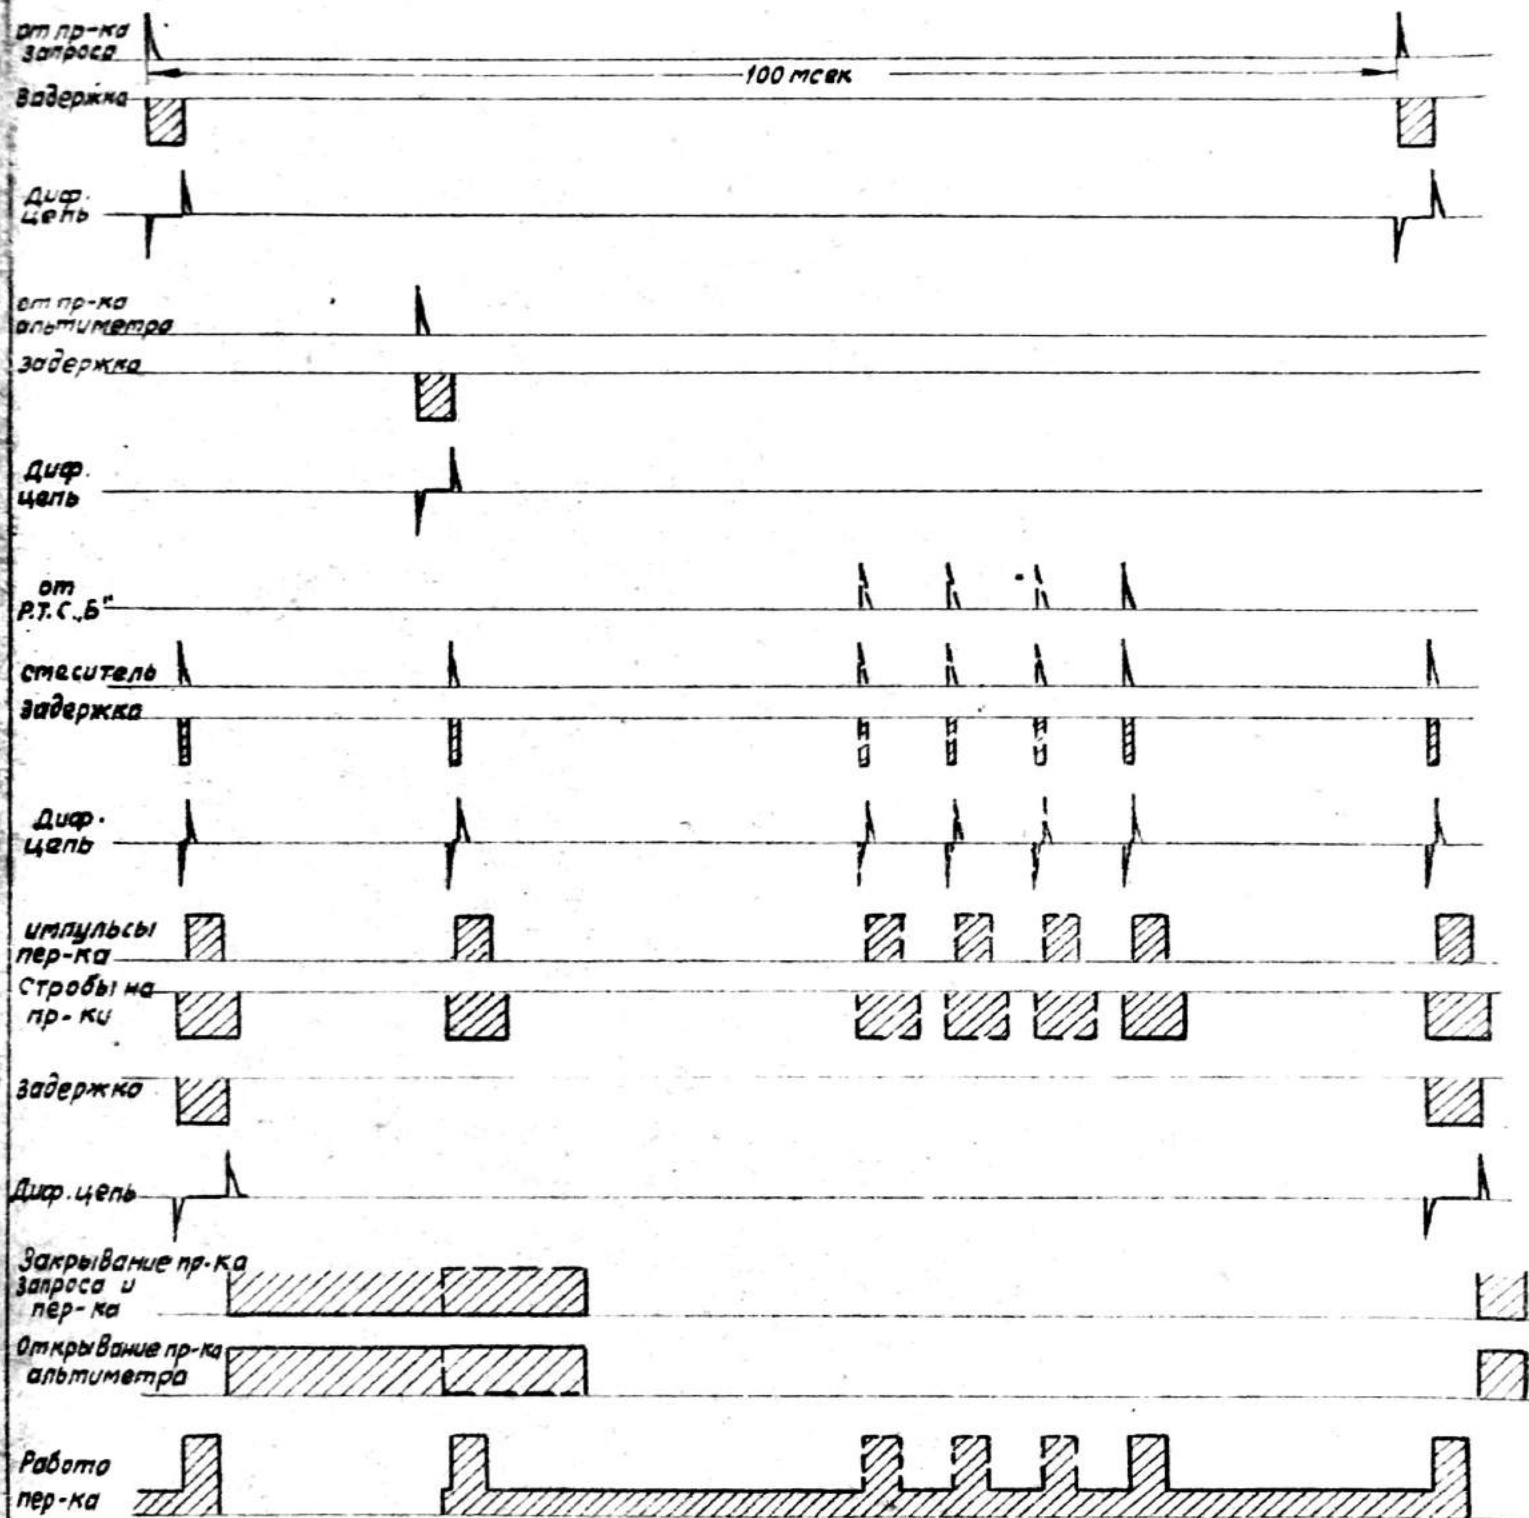 от пр-ка
запроса
100 мсек
Задержка
Диф.
цепь
от пр-ка
альтиметра
Задержка
Диф.
цепь
от
Р.Т.С.„Б"
смеситель
Задержка
Диф.
цепь
импульсы
пер-ка
Стробы на
пр-ки
Задержка
Диф. цепь
Закрывание пр-ка
запроса и
пер-ка
Открывание пр-ка
альтиметра
Работа
пер-ка